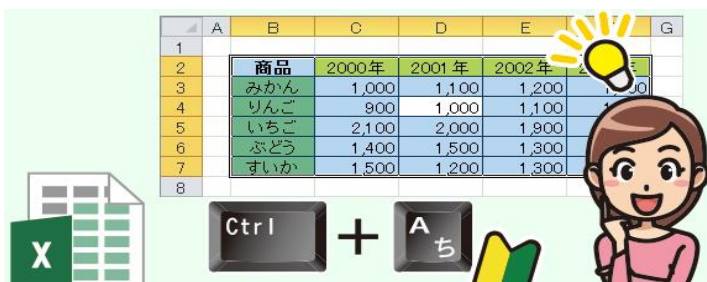 A B C D E G
1
2 商品 2000年 2001年 2002年
3 みかん 1,000 1,100 1,200
4 りんご 900 1,000 1,100
5 いちご 2,100 2,000 1,900
6 ぶどう 1,400 1,500 1,300
7 すいか 1,500 1,200 1,300
8
Ctrl + A ち
X